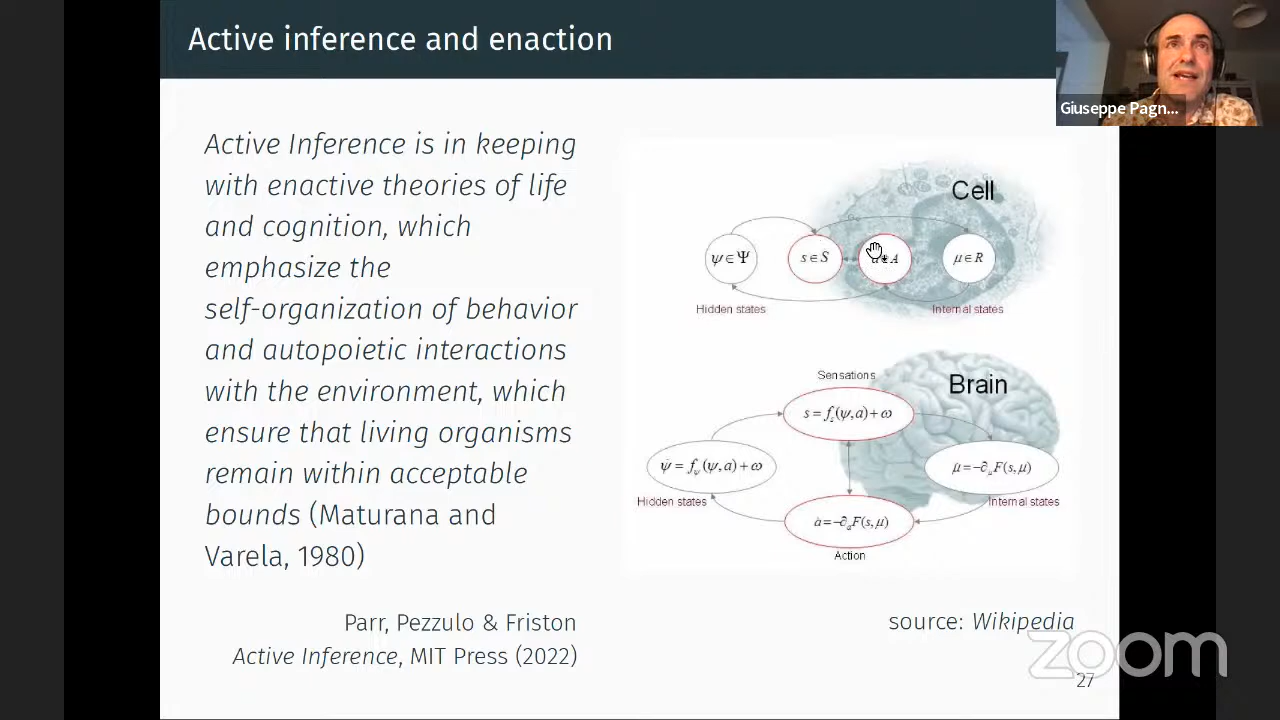 Active inference and enaction
Giuseppe Pagn...
Active Inference is in keeping
with enactive theories of life
and cognition, which
emphasize the
self-organization of behavior
and autopoietic interactions
with the environment, which
ensure that living organisms
remain within acceptable
bounds (Maturana and
Varela, 1980)
Parr, Pezzulo & Friston
Active Inference, MIT Press (2022)
Cell
ψ∈Ψ
s∈S
μ∈R
Hidden states
Internal states
Brain
Sensations
s = fₛ(ψ,a)+ω
ψ̇ = f_ψ(ψ,a)+ω
μ̇ = −∂_μF(s,μ)
Hidden states
Internal states
ȧ = −∂ₐF(s,μ)
Action
source: Wikipedia
zoom
27